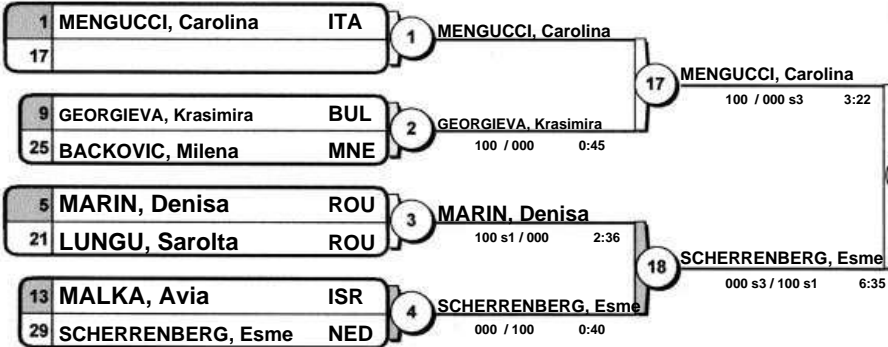 1 MENGUCCI, Carolina ITA
17
1
MENGUCCI, Carolina
9 GEORGIEVA, Krasimira BUL
25 BACKOVIC, Milena MNE
2
GEORGIEVA, Krasimira
100 / 000 0:45
17
MENGUCCI, Carolina
100 / 000 s3 3:22
5 MARIN, Denisa ROU
21 LUNGU, Sarolta ROU
3
MARIN, Denisa
100 s1 / 000 2:36
13 MALKA, Avia ISR
29 SCHERRENBERG, Esme NED
4
SCHERRENBERG, Esme
000 / 100 0:40
18
SCHERRENBERG, Esme
000 s3 / 100 s1 6:35